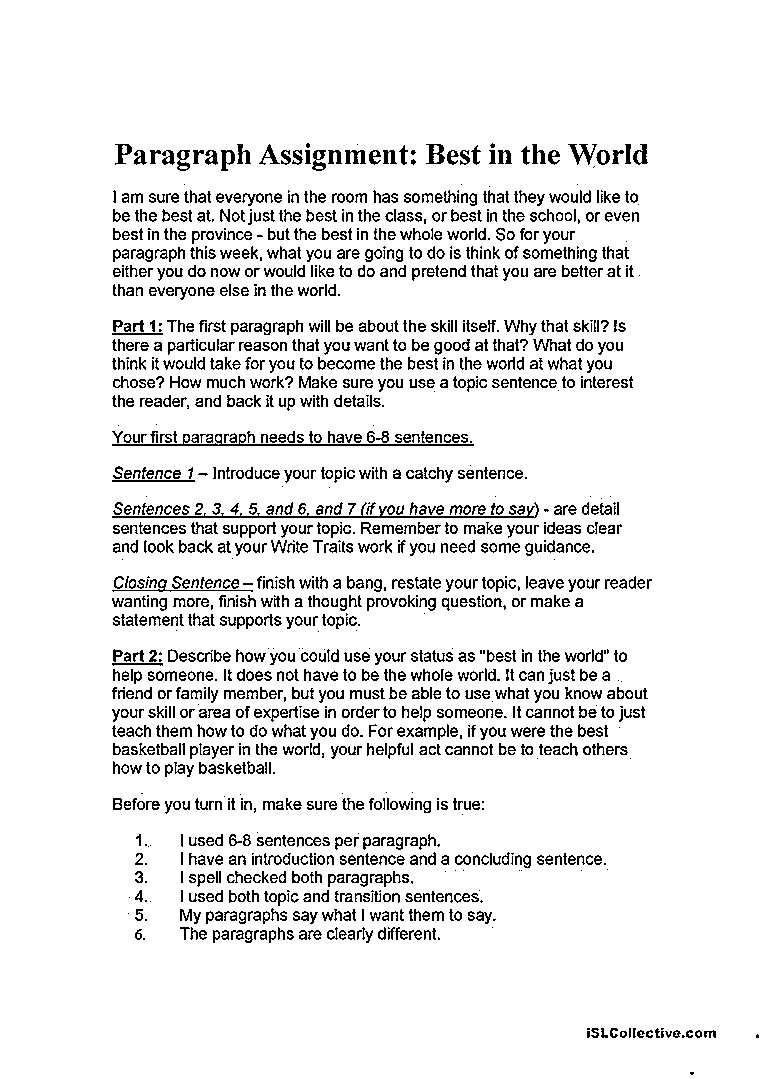 Paragraph Assignment: Best in the World
I am sure that everyone in the room has something that they would like to
be the best at. Not just the best in the class, or best in the school, or even
best in the province - but the best in the whole world. So for your
paragraph this week, what you are going to do is think of something that
either you do now or would like to do and pretend that you are better at it
than everyone else in the world.
Part 1: The first paragraph will be about the skill itself. Why that skill? Is
there a particular reason that you want to be good at that? What do you
think it would take for you to become the best in the world at what you
chose? How much work? Make sure you use a topic sentence to interest
the reader, and back it up with details.
Your first paragraph needs to have 6-8 sentences.
Sentence 1 – Introduce your topic with a catchy sentence.
Sentences 2, 3, 4, 5, and 6, and 7 (if you have more to say) - are detail
sentences that support your topic. Remember to make your ideas clear
and look back at your Write Traits work if you need some guidance.
Closing Sentence – finish with a bang, restate your topic, leave your reader
wanting more, finish with a thought provoking question, or make a
statement that supports your topic.
Part 2: Describe how you could use your status as "best in the world" to
help someone. It does not have to be the whole world. It can just be a
friend or family member, but you must be able to use what you know about
your skill or area of expertise in order to help someone. It cannot be to just
teach them how to do what you do. For example, if you were the best
basketball player in the world, your helpful act cannot be to teach others
how to play basketball.
Before you turn it in, make sure the following is true:
1. I used 6-8 sentences per paragraph.
2. I have an introduction sentence and a concluding sentence.
3. I spell checked both paragraphs.
4. I used both topic and transition sentences.
5. My paragraphs say what I want them to say.
6. The paragraphs are clearly different.
iSLCollective.com